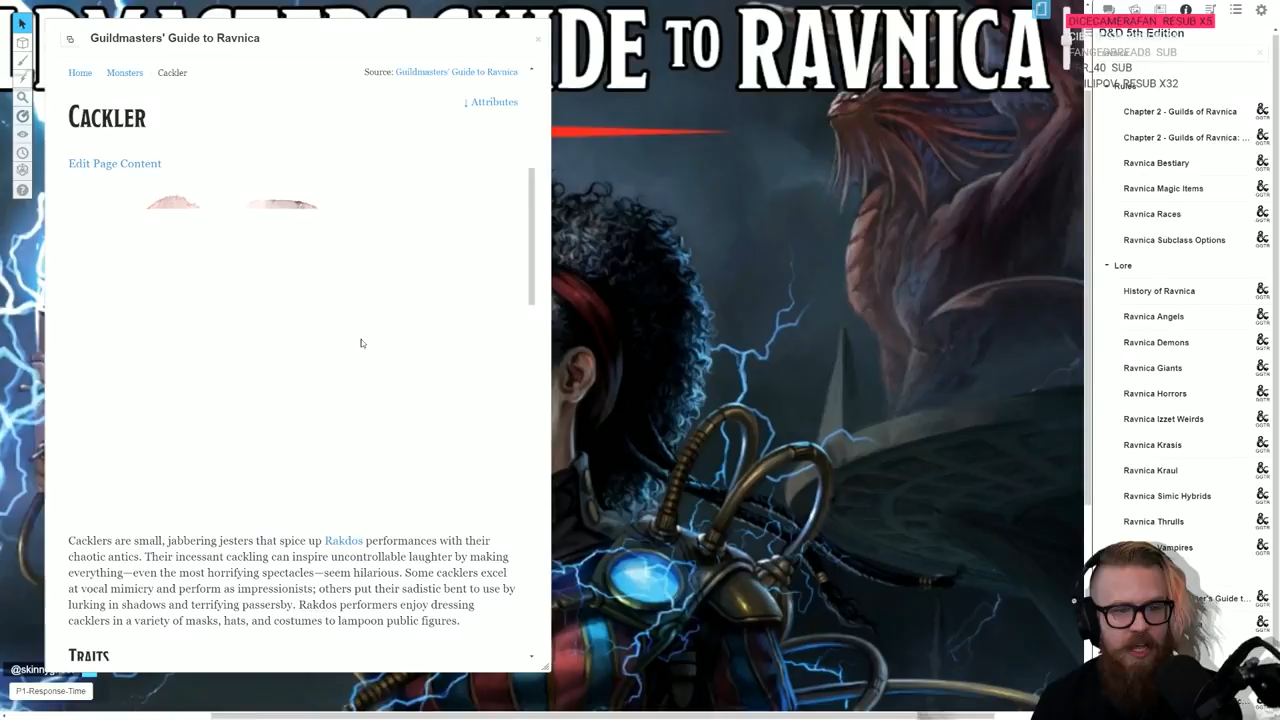 GUIDE TO RAVNICA
Guildmasters' Guide to Ravnica
Home Monsters Cackler
Source: Guildmasters' Guide to Ravnica
↓ Attributes
CACKLER
Edit Page Content
Cacklers are small, jabbering jesters that spice up Rakdos performances with their
chaotic antics. Their incessant cackling can inspire uncontrollable laughter by making
everything—even the most horrifying spectacles—seem hilarious. Some cacklers excel
at vocal mimicry and perform as impressionists; others put their sadistic bent to use by
lurking in shadows and terrifying passersby. Rakdos performers enjoy dressing
cacklers in a variety of masks, hats, and costumes to lampoon public figures.
TRAITS
P1-Response-Time
DICECAMERAFAN RESUB X5
D&D 5th Edition
SUB
40 SUB
RESUB X32
Rules
Chapter 2 - Guilds of Ravnica
Chapter 2 - Guilds of Ravnica: ...
Ravnica Bestiary
Ravnica Magic Items
Ravnica Races
Ravnica Subclass Options
Lore
History of Ravnica
Ravnica Angels
Ravnica Demons
Ravnica Giants
Ravnica Horrors
Ravnica Izzet Weirds
Ravnica Krasis
Ravnica Kraul
Ravnica Simic Hybrids
Ravnica Thrulls
Vampires
er's Guide t...